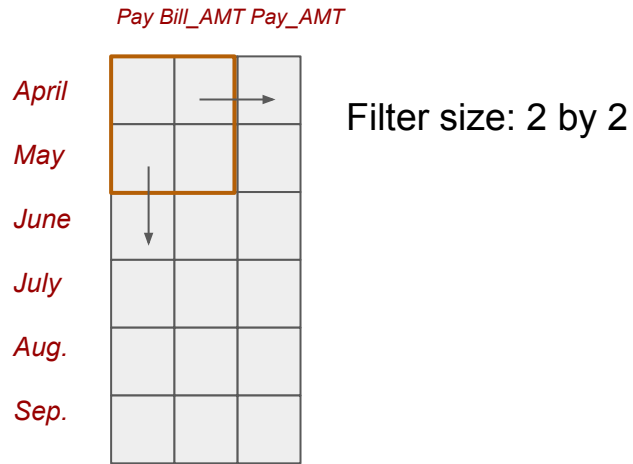 Pay Bill_AMT Pay_AMT
April
Filter size: 2 by 2
May
June
July
Aug.
Sep.